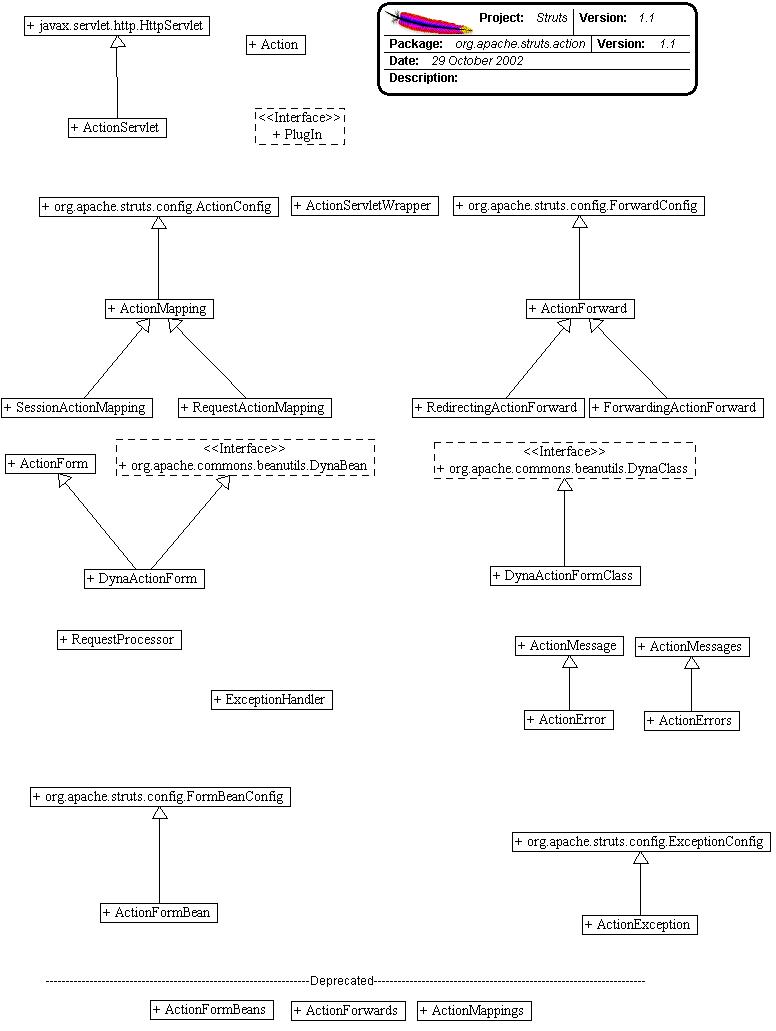 + javax.servlet.http.HttpServlet
+ Action
Project: Struts Version: 1.1
Package: org.apache.struts.action Version: 1.1
Date: 29 October 2002
Description:
+ ActionServlet
<<Interface>>
+ PlugIn
+ org.apache.struts.config.ActionConfig
+ ActionServletWrapper
+ org.apache.struts.config.ForwardConfig
+ ActionMapping
+ ActionForward
+ SessionActionMapping
+ RequestActionMapping
+ RedirectingActionForward
+ ForwardingActionForward
+ ActionForm
<<Interface>>
+ org.apache.commons.beanutils.DynaBean
<<Interface>>
+ org.apache.commons.beanutils.DynaClass
+ DynaActionForm
+ DynaActionFormClass
+ RequestProcessor
+ ActionMessage
+ ActionMessages
+ ExceptionHandler
+ ActionError
+ ActionErrors
+ org.apache.struts.config.FormBeanConfig
+ org.apache.struts.config.ExceptionConfig
+ ActionFormBean
+ ActionException
Deprecated
+ ActionFormBeans
+ ActionForwards
+ ActionMappings